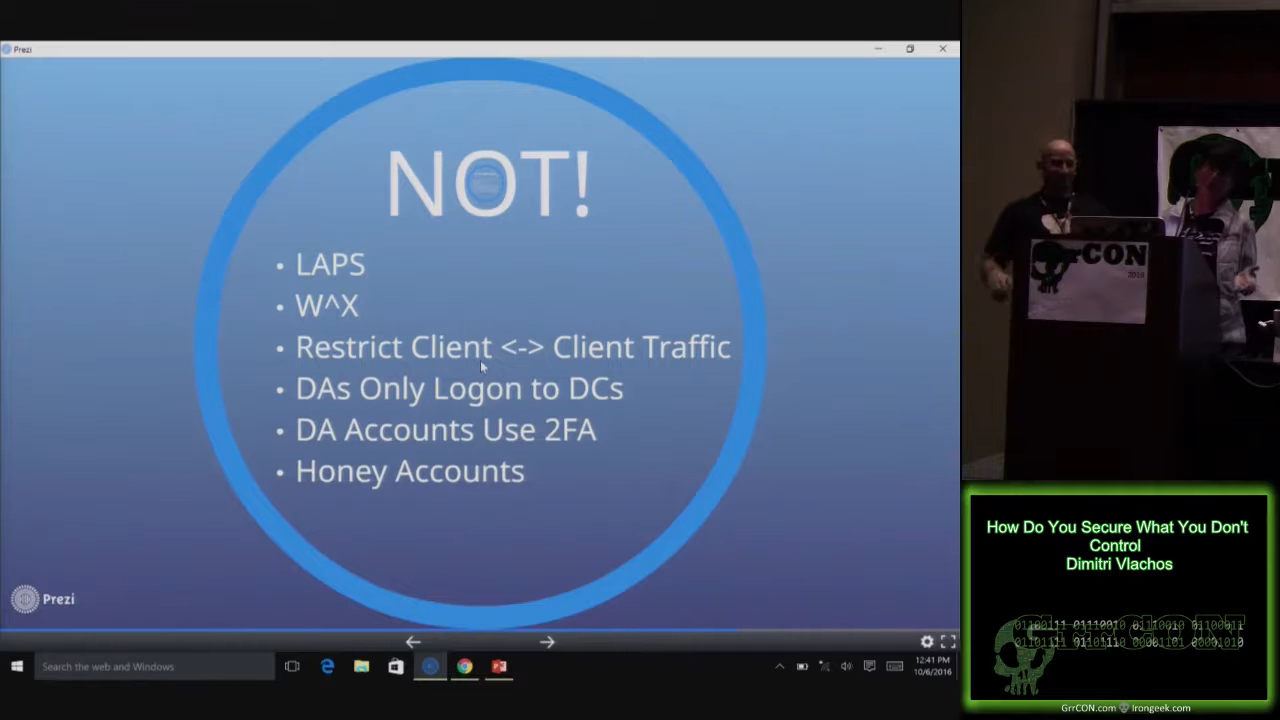 Prezi
NOT!
• LAPS
• W^X
• Restrict Client <-> Client Traffic
• DAs Only Logon to DCs
• DA Accounts Use 2FA
• Honey Accounts
Prezi
Search the web and Windows
12:41 PM
10/6/2016
CON
2016
How Do You Secure What You Don't
Control
Dimitri Vlachos
GrrCON
GrrCON.com Irongeek.com